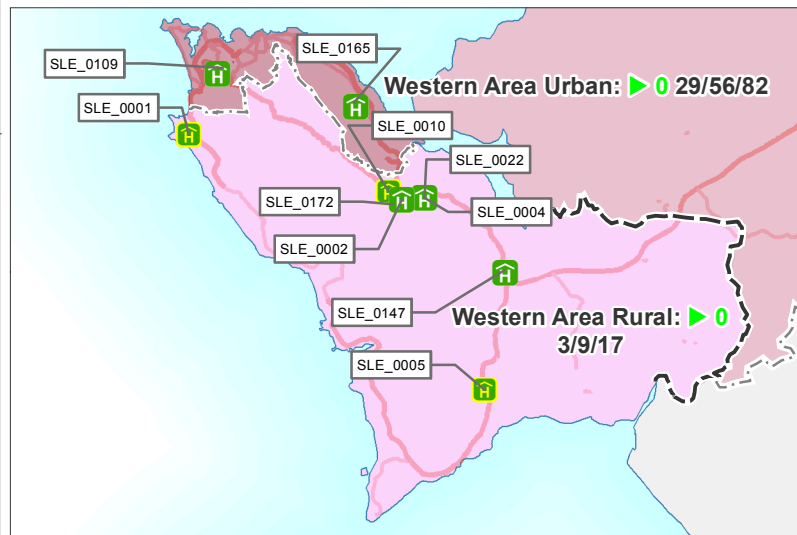 SLE_0165
SLE_0109
Western Area Urban: ▶ 0 29/56/82
SLE_0001
SLE_0010
SLE_0022
SLE_0172
SLE_0004
SLE_0002
SLE_0147
Western Area Rural: ▶ 0
3/9/17
SLE_0005
H
H
H
H
H
H
H
H